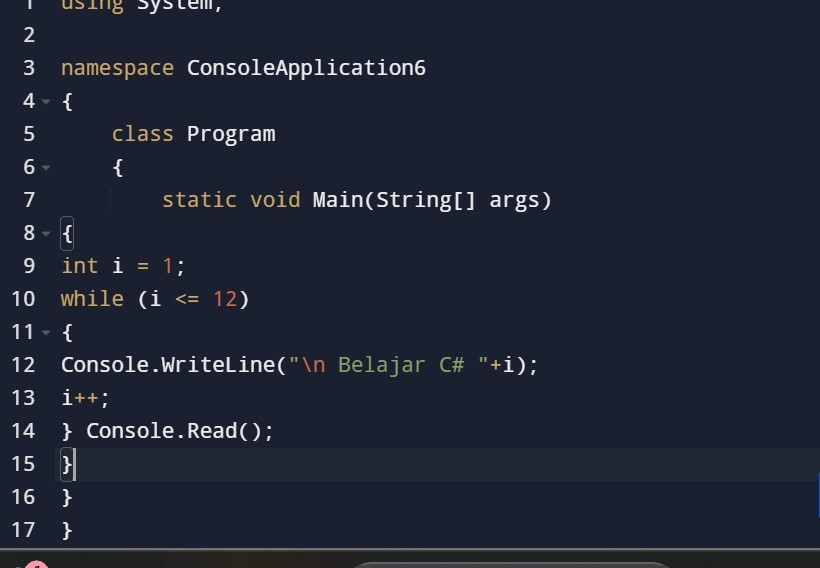 1 using System;
2
3 namespace ConsoleApplication6
4 {
5 class Program
6 {
7 static void Main(String[] args)
8 {
9 int i = 1;
10 while (i <= 12)
11 {
12 Console.WriteLine("\n Belajar C# "+i);
13 i++;
14 } Console.Read();
15 }
16 }
17 }